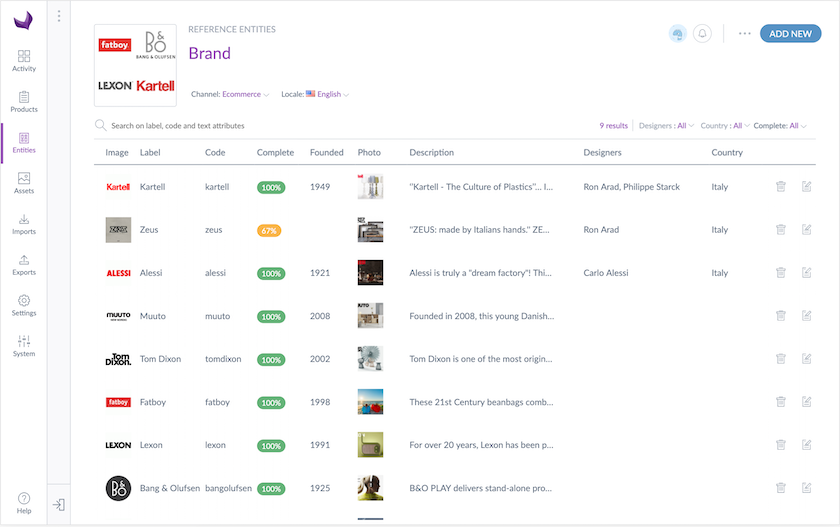 fatboy
B&O
BANG & OLUFSEN
LEXON Kartell
REFERENCE ENTITIES
Brand
ADD NEW
Channel: Ecommerce
Locale: English
Activity
Products
Entities
Assets
Imports
Exports
Settings
System
Help
Search on label, code and text attributes
9 results Designers : All Country : All Complete: All
Image Label Code Complete Founded Photo Description Designers Country
Kartell Kartell kartell 100% 1949 "Kartell - The Culture of Plastics"... I... Ron Arad, Philippe Starck Italy
Zeus zeus 67% "ZEUS: made by Italians hands." ZE... Ron Arad Italy
ALESSI Alessi alessi 100% 1921 Alessi is truly a "dream factory"! Thi... Carlo Alessi Italy
muuto Muuto muuto 100% 2008 Founded in 2008, this young Danish...
Tom Dixon. Tom Dixon tomdixon 100% 2002 Tom Dixon is one of the most origin...
fatboy Fatboy fatboy 100% 1998 These 21st Century beanbags comb...
LEXON Lexon lexon 100% 1991 For over 20 years, Lexon has been p...
B&O Bang & Olufsen bangolufsen 100% 1925 B&O PLAY delivers stand-alone pro...